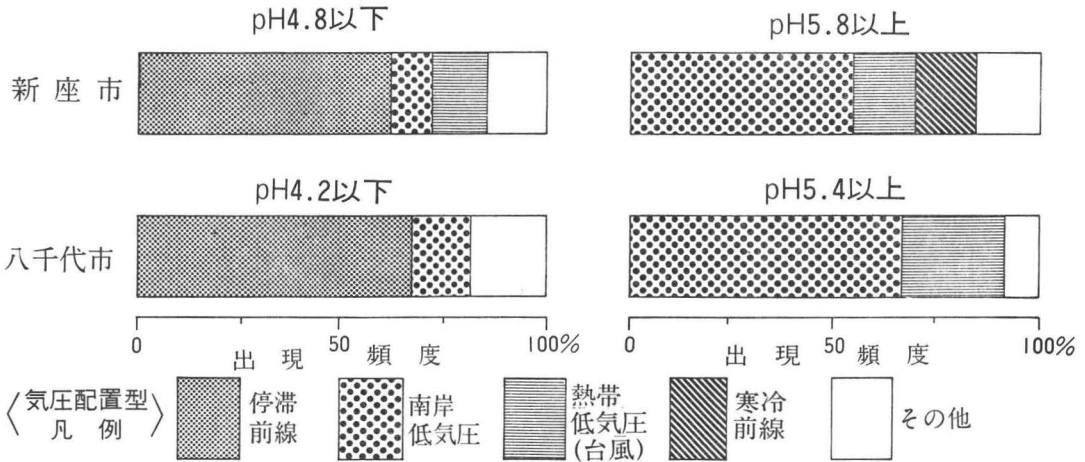 pH4.8以下 pH5.8以上
新座市
pH4.2以下 pH5.4以上
八千代市
0 50 100% 0 50 100%
出現頻度 出現頻度
〈気圧配置型凡例〉
停滞前線
南岸低気圧
熱帯低気圧(台風)
寒冷前線
その他